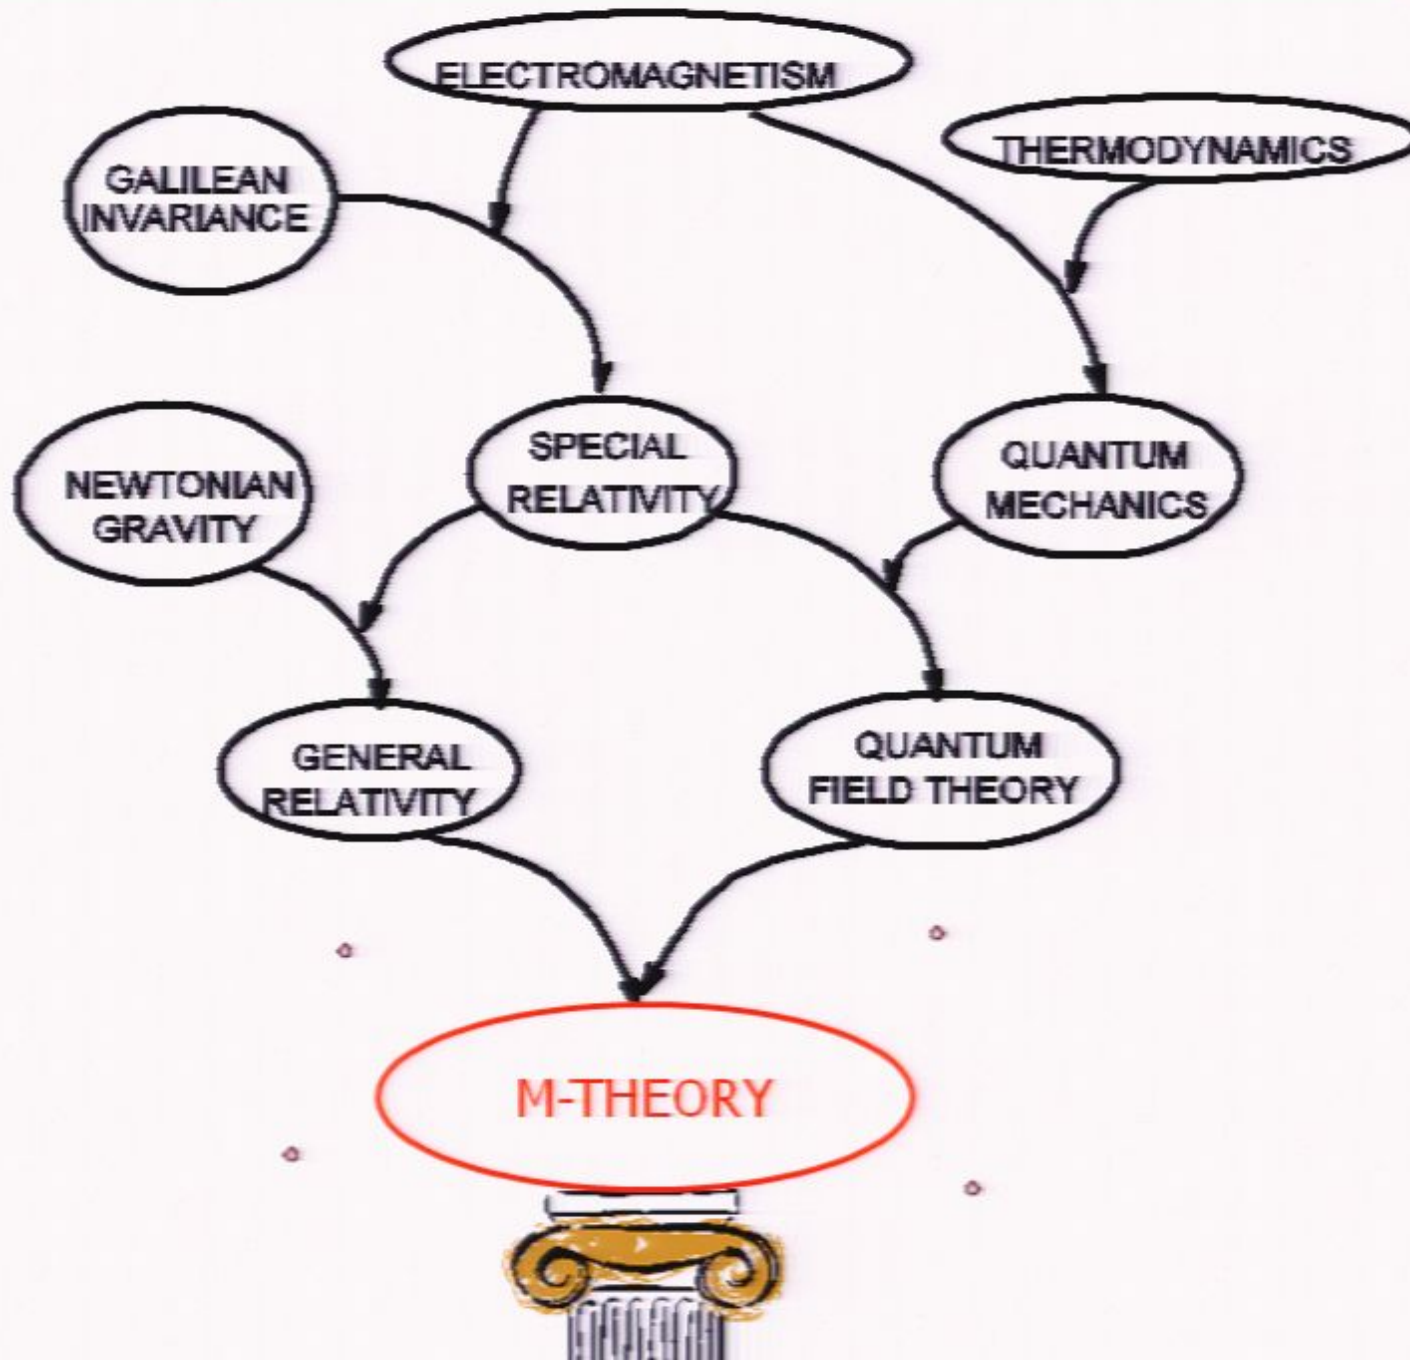 ELECTROMAGNETISM
THERMODYNAMICS
GALILEAN
INVARIANCE
SPECIAL
RELATIVITY
QUANTUM
MECHANICS
NEWTONIAN
GRAVITY
GENERAL
RELATIVITY
QUANTUM
FIELD THEORY
M-THEORY